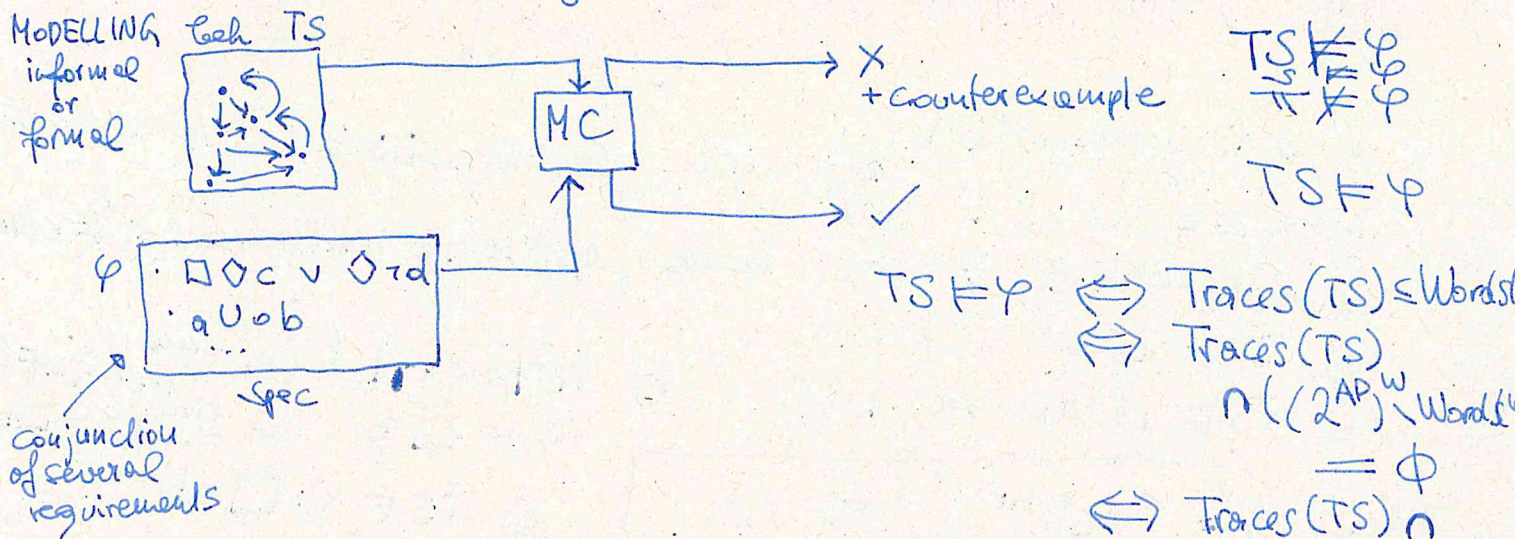 MODELLING
informal
or
formal
beh TS
MC
×
+ counterexample
TS ⊭ φ
π ⊭ φ
✓
TS ⊨ φ
φ
· □◇c ∨ ◇¬d
· a U ○b
...
Spec
conjunction
of several
requirements
TS ⊨ φ ⟺ Traces(TS) ⊆ Words(
⟺ Traces(TS)
∩ ((2^AP)^ω \ Words(
= ϕ
⟺ Traces(TS) ∩